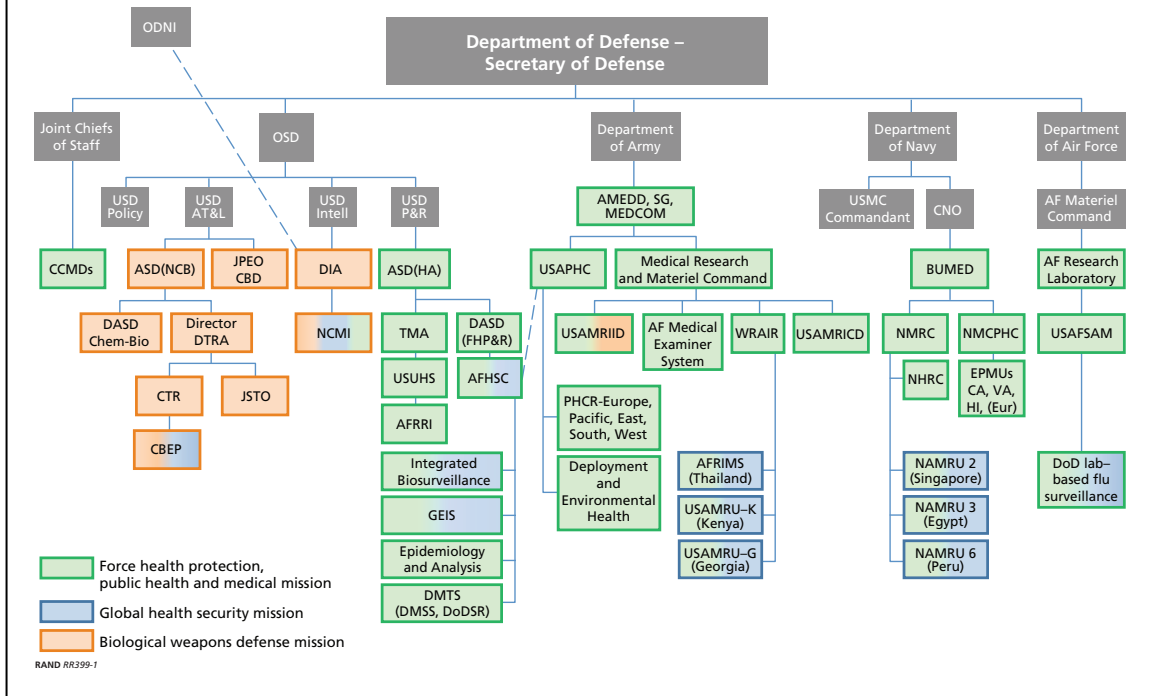 ODNI
Department of Defense –
Secretary of Defense
Joint Chiefs
of Staff
OSD
Department
of Army
Department
of Navy
Department
of Air Force
USD
Policy
USD
AT&L
USD
Intell
USD
P&R
AMEDD, SG,
MEDCOM
USMC
Commandant
CNO
AF Materiel
Command
CCMDs
ASD(NCB)
JPEO
CBD
DIA
ASD(HA)
USAPHC
Medical Research
and Materiel Command
BUMED
AF Research
Laboratory
DASD
Chem-Bio
Director
DTRA
NCMI
TMA
DASD
(FHP&R)
USAMRIID
AF Medical
Examiner
System
WRAIR
USAMRICD
NMRC
NMCPHC
USAFSAM
CTR
JSTO
USUHS
AFHSC
NHRC
EPMUs
CA, VA,
HI, (Eur)
AFRRI
PHCR-Europe,
Pacific, East,
South, West
CBEP
Integrated
Biosurveillance
Deployment
and
Environmental
Health
AFRIMS
(Thailand)
NAMRU 2
(Singapore)
DoD lab–
based flu
surveillance
GEIS
USAMRU–K
(Kenya)
NAMRU 3
(Egypt)
Epidemiology
and Analysis
USAMRU–G
(Georgia)
NAMRU 6
(Peru)
DMTS
(DMSS, DoDSR)
Force health protection,
public health and medical mission
Global health security mission
Biological weapons defense mission
RAND RR399-1